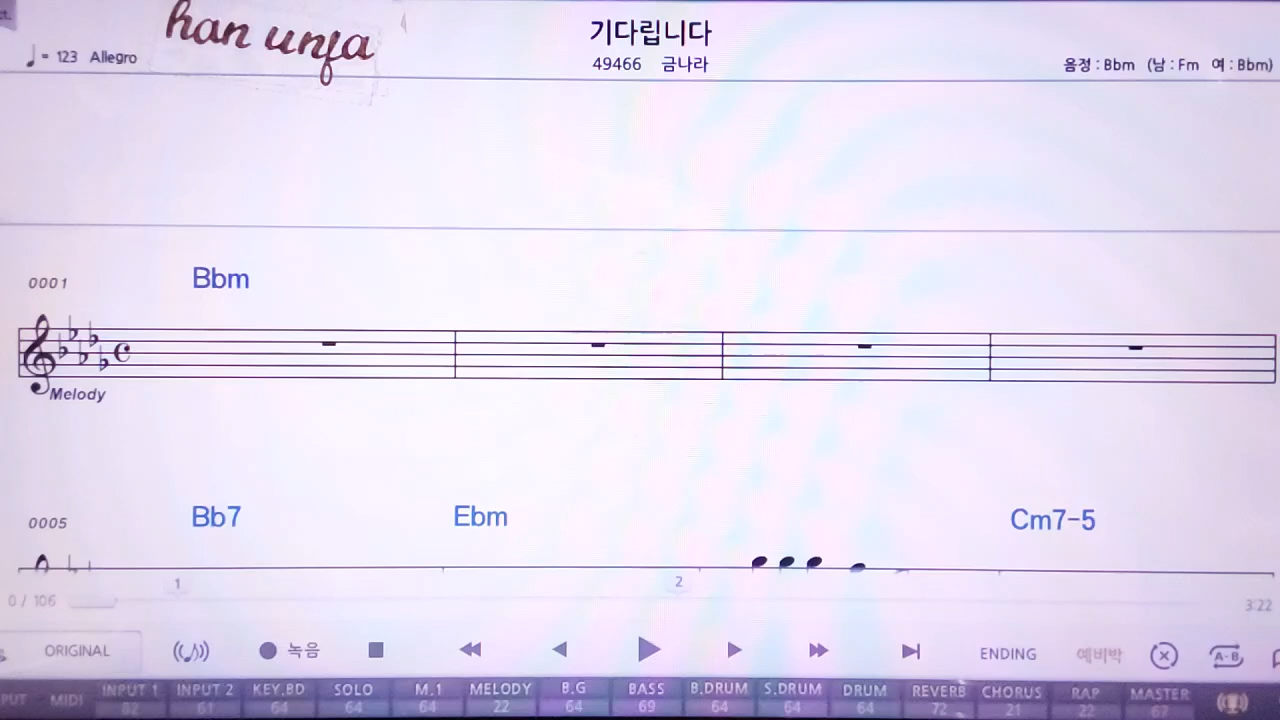 han unfa
기다립니다
♩= 123 Allegro
49466 금나라
음정 : Bbm (남 : Fm 여 : Bbm)
0001
Bbm
Melody
0005
Bb7 Ebm Cm7-5
1 2
0 / 106
3:22
ORIGINAL 녹음 ENDING 예비박 A-B
MIDI INPUT 1 INPUT 2 KEY.BD SOLO M.1 MELODY B.G BASS B.DRUM S.DRUM DRUM REVERB CHORUS RAP MASTER
82 61 64 64 64 22 64 69 64 64 64 72 21 22 67